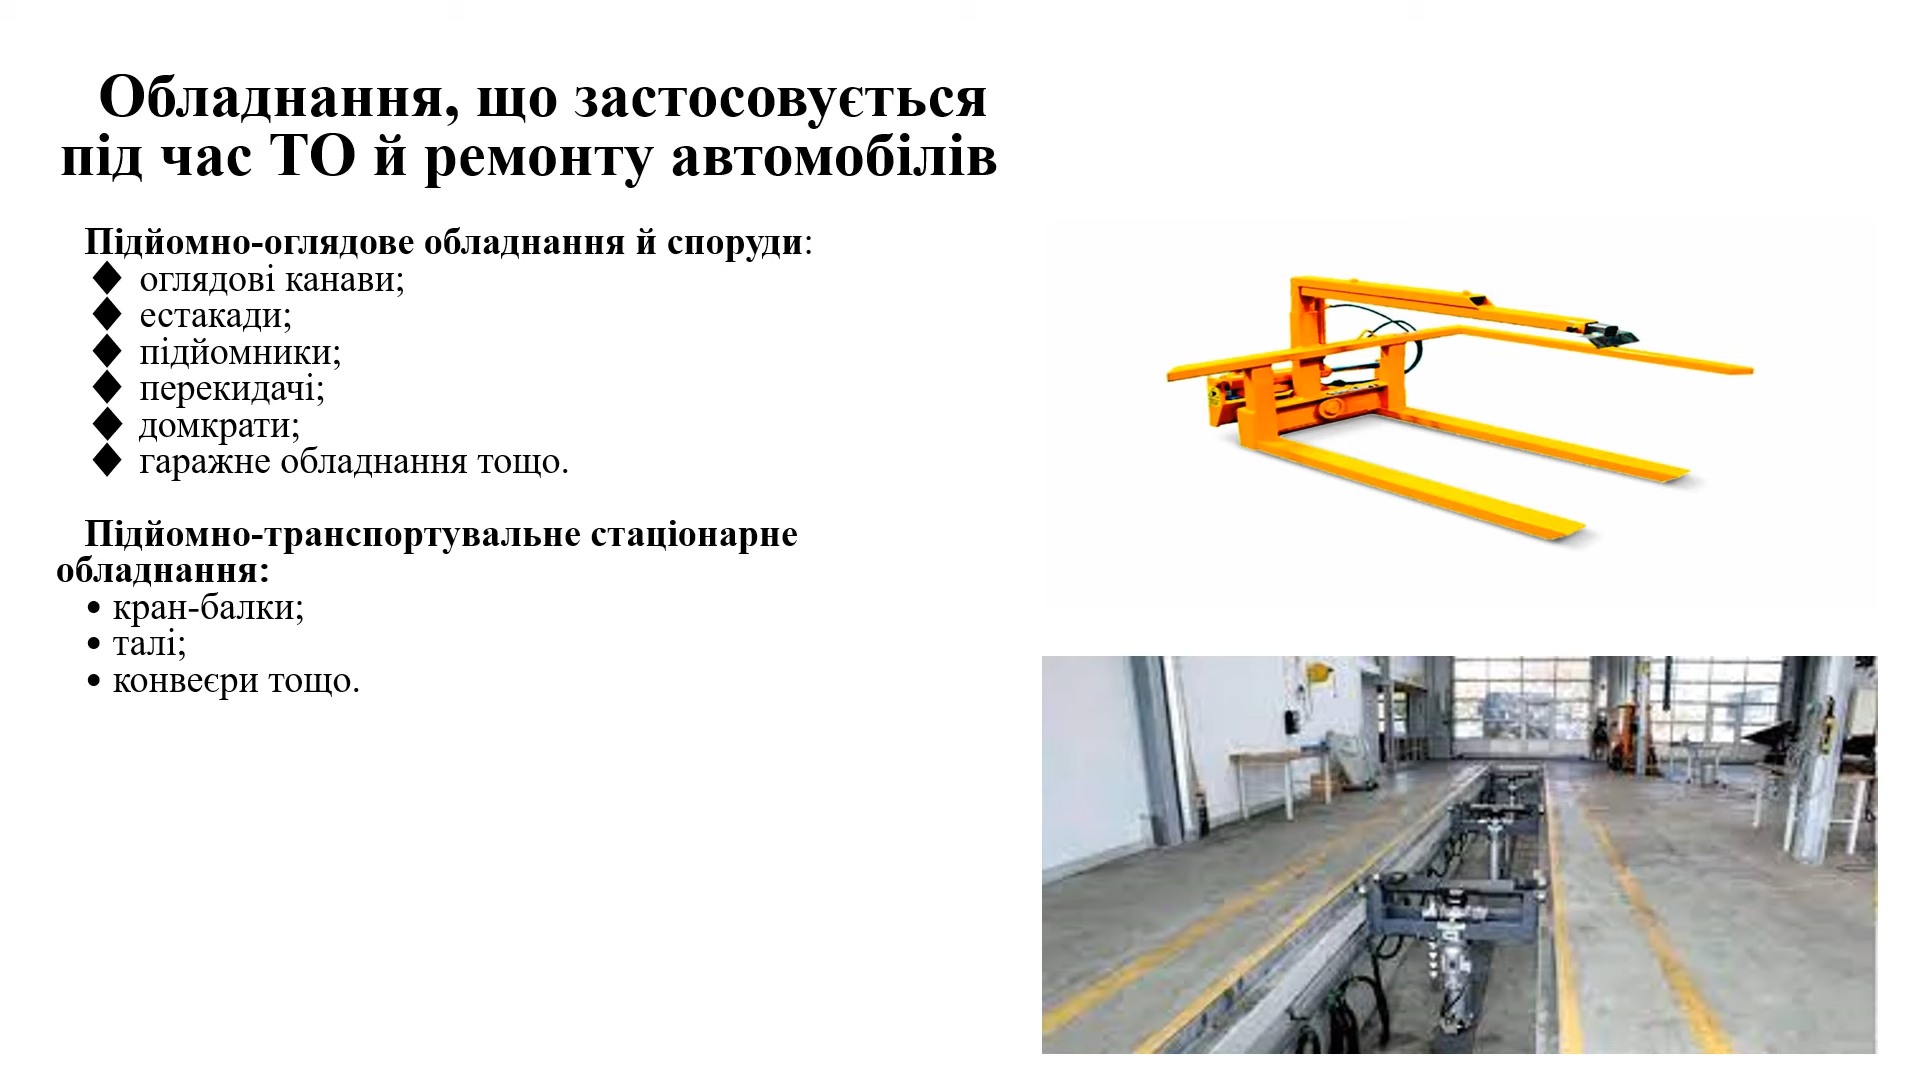 Обладнання, що застосовується
під час ТО й ремонту автомобілів
Підйомно-оглядове обладнання й споруди:
♦ оглядові канави;
♦ естакади;
♦ підйомники;
♦ перекидачі;
♦ домкрати;
♦ гаражне обладнання тощо.
Підйомно-транспортувальне стаціонарне
обладнання:
• кран-балки;
• талі;
• конвеєри тощо.